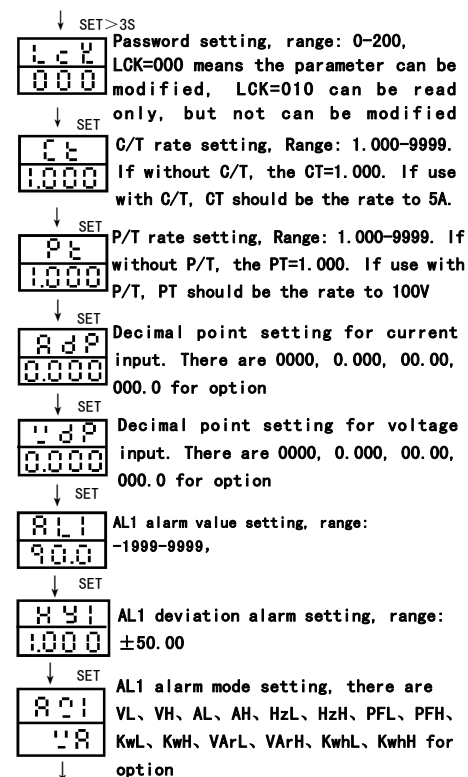 SET>3S
LcK
000
Password setting, range: 0-200,
LCK=000 means the parameter can be
modified, LCK=010 can be read
only, but not can be modified
SET
Ct
1.000
C/T rate setting, Range: 1.000-9999.
If without C/T, the CT=1.000. If use
with C/T, CT should be the rate to 5A.
SET
Pt
1.000
P/T rate setting, Range: 1.000-9999. If
without P/T, the PT=1.000. If use with
P/T, PT should be the rate to 100V
SET
AdP
0.000
Decimal point setting for current
input. There are 0000, 0.000, 00.00,
000.0 for option
SET
UdP
0.000
Decimal point setting for voltage
input. There are 0000, 0.000, 00.00,
000.0 for option
SET
AL1
90.0
AL1 alarm value setting, range:
-1999-9999,
SET
HY1
1.000
AL1 deviation alarm setting, range:
±50.00
SET
UA
AL1 alarm mode setting, there are
VL、VH、AL、AH、HzL、HzH、PFL、PFH、
KwL、KwH、VArL、VArH、KwhL、KwhH for
option